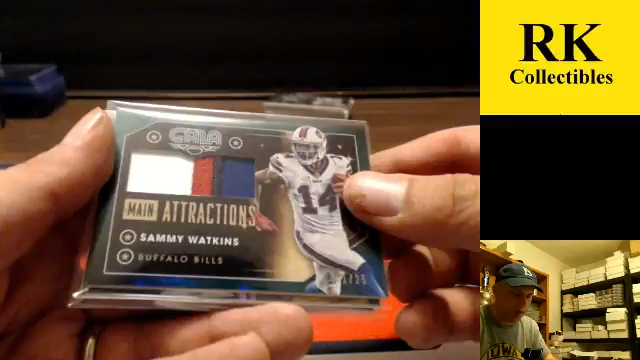 RK
Collectibles
GALA
14
MAIN ATTRACTIONS
SAMMY WATKINS
BUFFALO BILLS